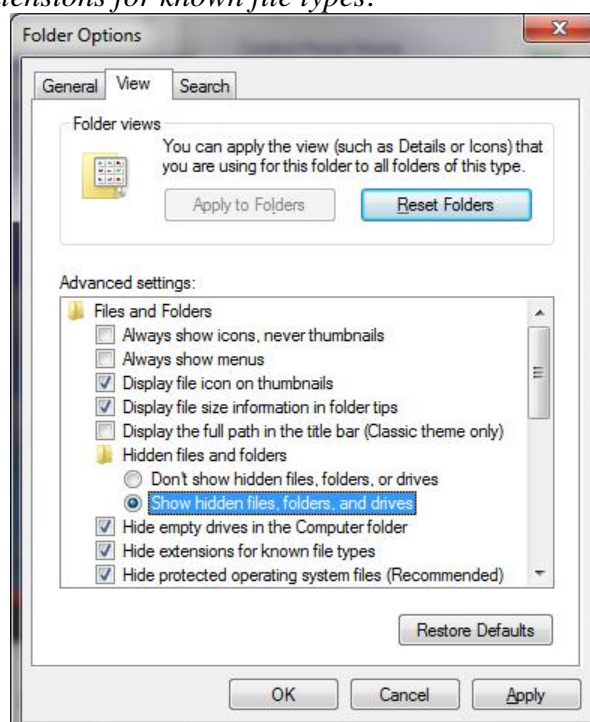 tensions for known file types.
Folder Options
General View Search
Folder views
You can apply the view (such as Details or Icons) that
you are using for this folder to all folders of this type.
Apply to Folders Reset Folders
Advanced settings:
Files and Folders
Always show icons, never thumbnails
Always show menus
Display file icon on thumbnails
Display file size information in folder tips
Display the full path in the title bar (Classic theme only)
Hidden files and folders
Don't show hidden files, folders, or drives
Show hidden files, folders, and drives
Hide empty drives in the Computer folder
Hide extensions for known file types
Hide protected operating system files (Recommended)
Restore Defaults
OK Cancel Apply